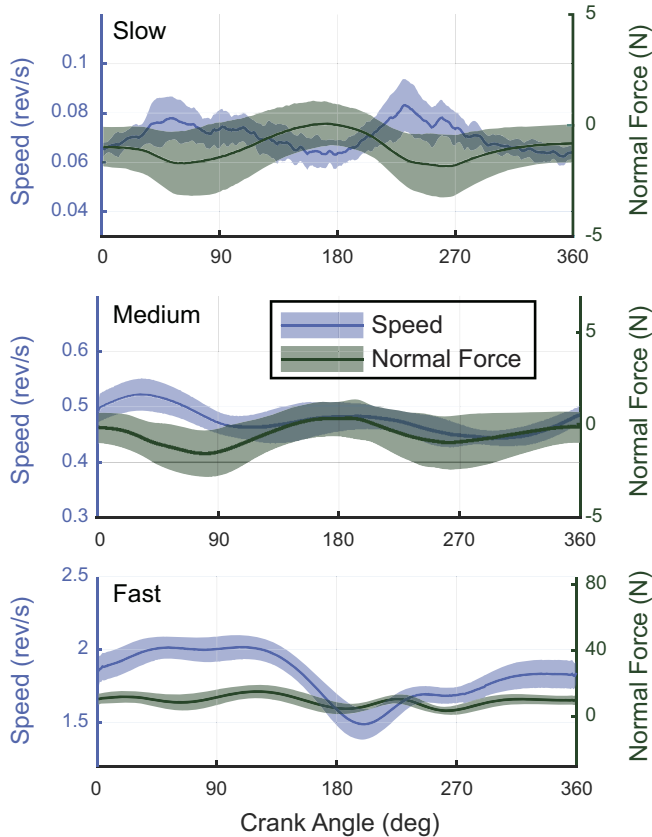 Slow
Speed (rev/s)
0.1
0.08
0.06
0.04
5
0
-5
Normal Force (N)
0 90 180 270 360
Medium
Speed
Normal Force
Speed (rev/s)
0.6
0.5
0.4
0.3
5
0
-5
Normal Force (N)
0 90 180 270 360
Fast
Speed (rev/s)
2.5
2
1.5
80
40
0
Normal Force (N)
0 90 180 270 360
Crank Angle (deg)